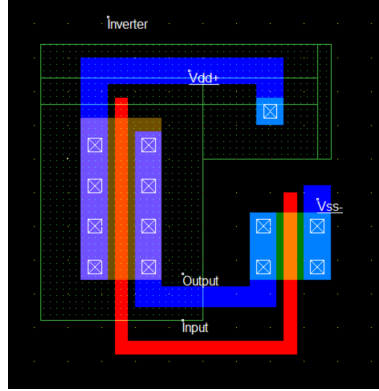 Inverter
Vdd+
Vss-
Output
Input